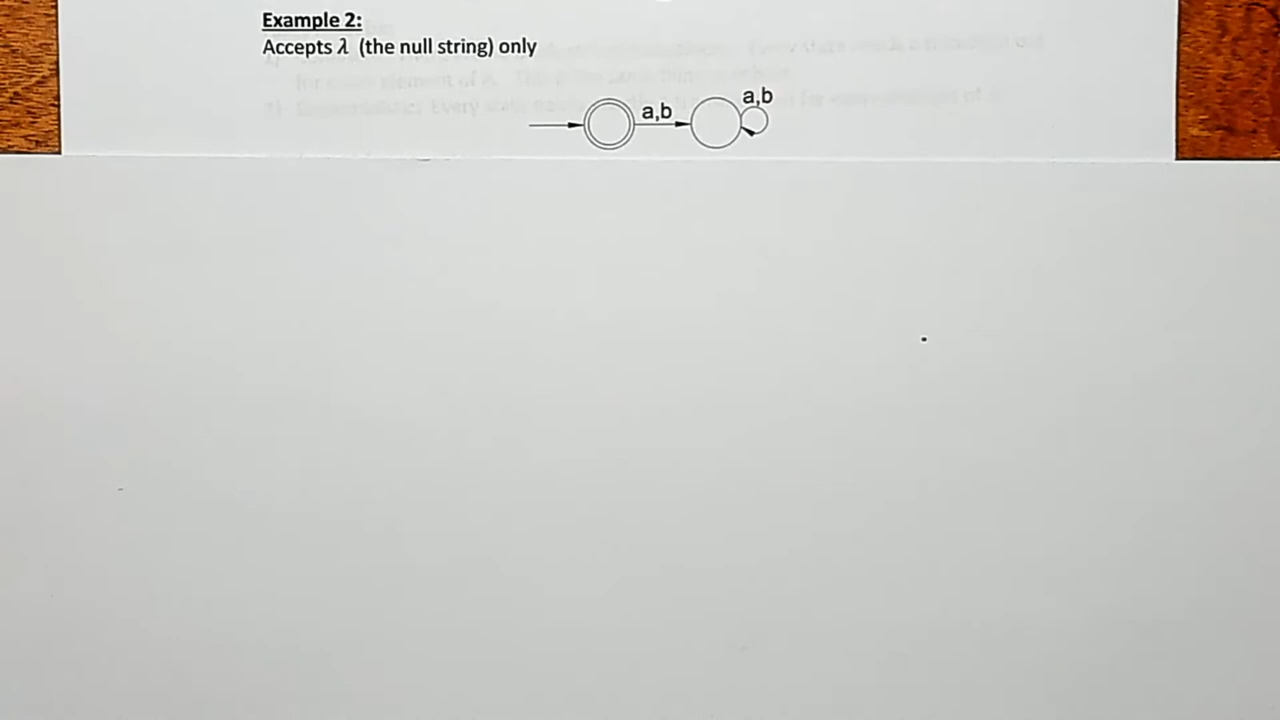 Example 2:
Accepts λ (the null string) only
a,b
a,b